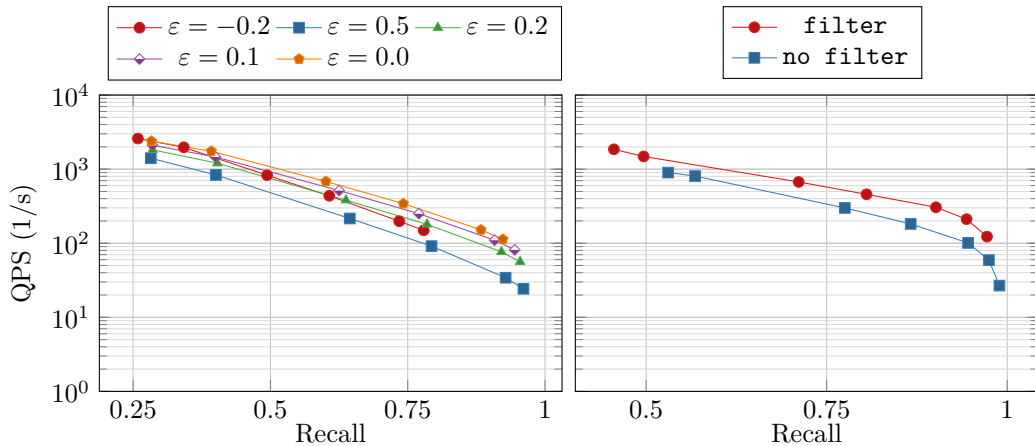 ε = −0.2 ε = 0.5 ε = 0.2
ε = 0.1 ε = 0.0
filter
no filter
QPS (1/s)
10^4
10^3
10^2
10^1
10^0
0.25 0.5 0.75 1
Recall
0.5 0.75 1
Recall